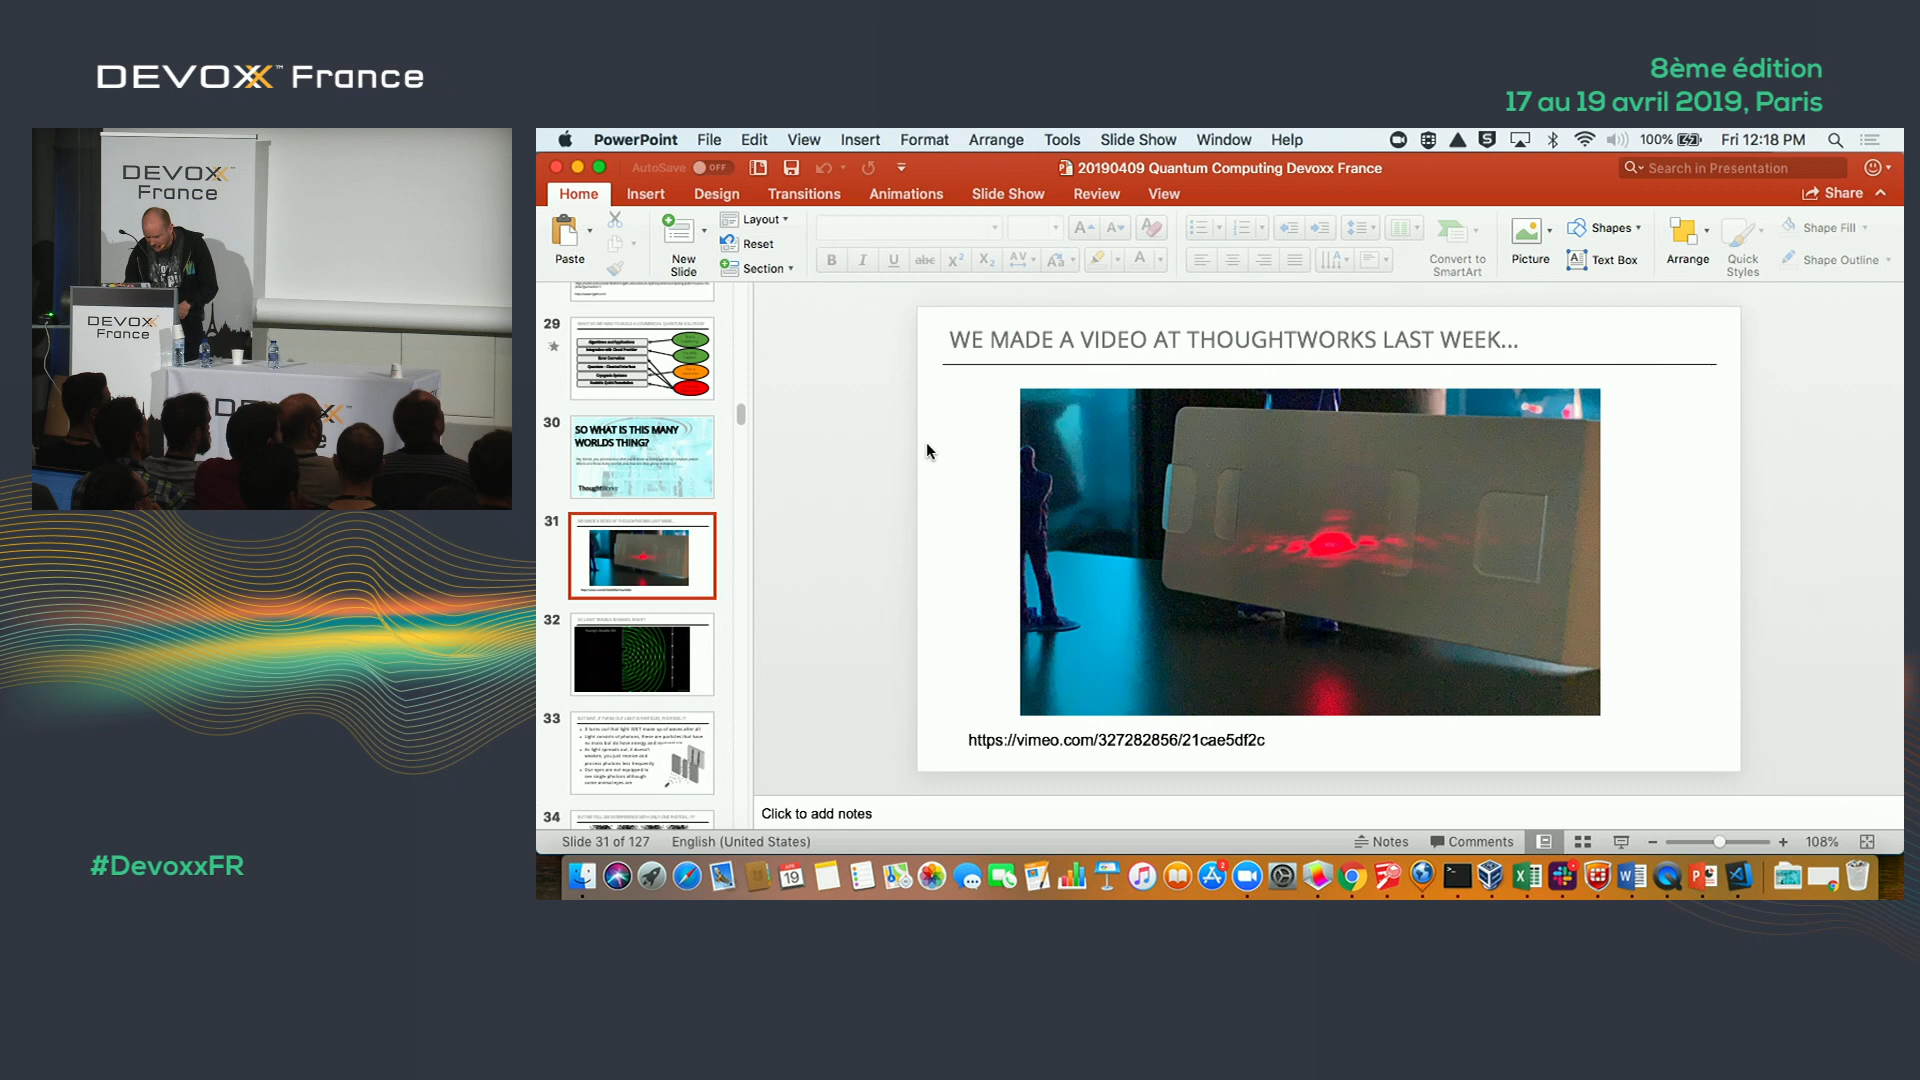 DEVOXX™ France
8ème édition
17 au 19 avril 2019, Paris
DEVOXX™
France
DEVOXX
France
PowerPoint File Edit View Insert Format Arrange Tools Slide Show Window Help
100% Fri 12:18 PM
AutoSave OFF
20190409 Quantum Computing Devoxx France
Search in Presentation
Home Insert Design Transitions Animations Slide Show Review View
Share
Paste
New
Slide
Layout
Reset
Section
Convert to
SmartArt
Picture
Shapes
Text Box
Arrange
Quick
Styles
Shape Fill
Shape Outline
29
30
SO WHAT IS THIS MANY
WORLDS THING?
ThoughtWorks
31
32
33
34
WE MADE A VIDEO AT THOUGHTWORKS LAST WEEK...
https://vimeo.com/327282856/21cae5df2c
Click to add notes
Slide 31 of 127 English (United States)
Notes Comments 108%
#DevoxxFR